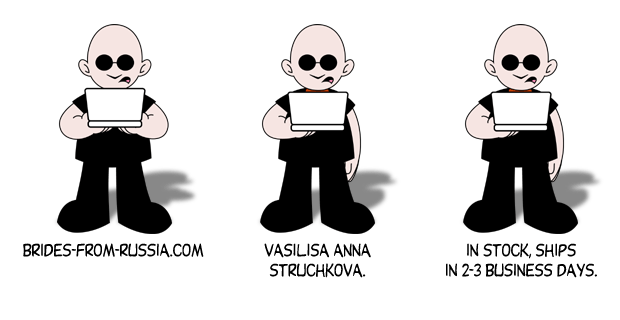 BRIDES-FROM-RUSSIA.COM
VASILISA ANNA
STRUCHKOVA.
IN STOCK, SHIPS
IN 2-3 BUSINESS DAYS.